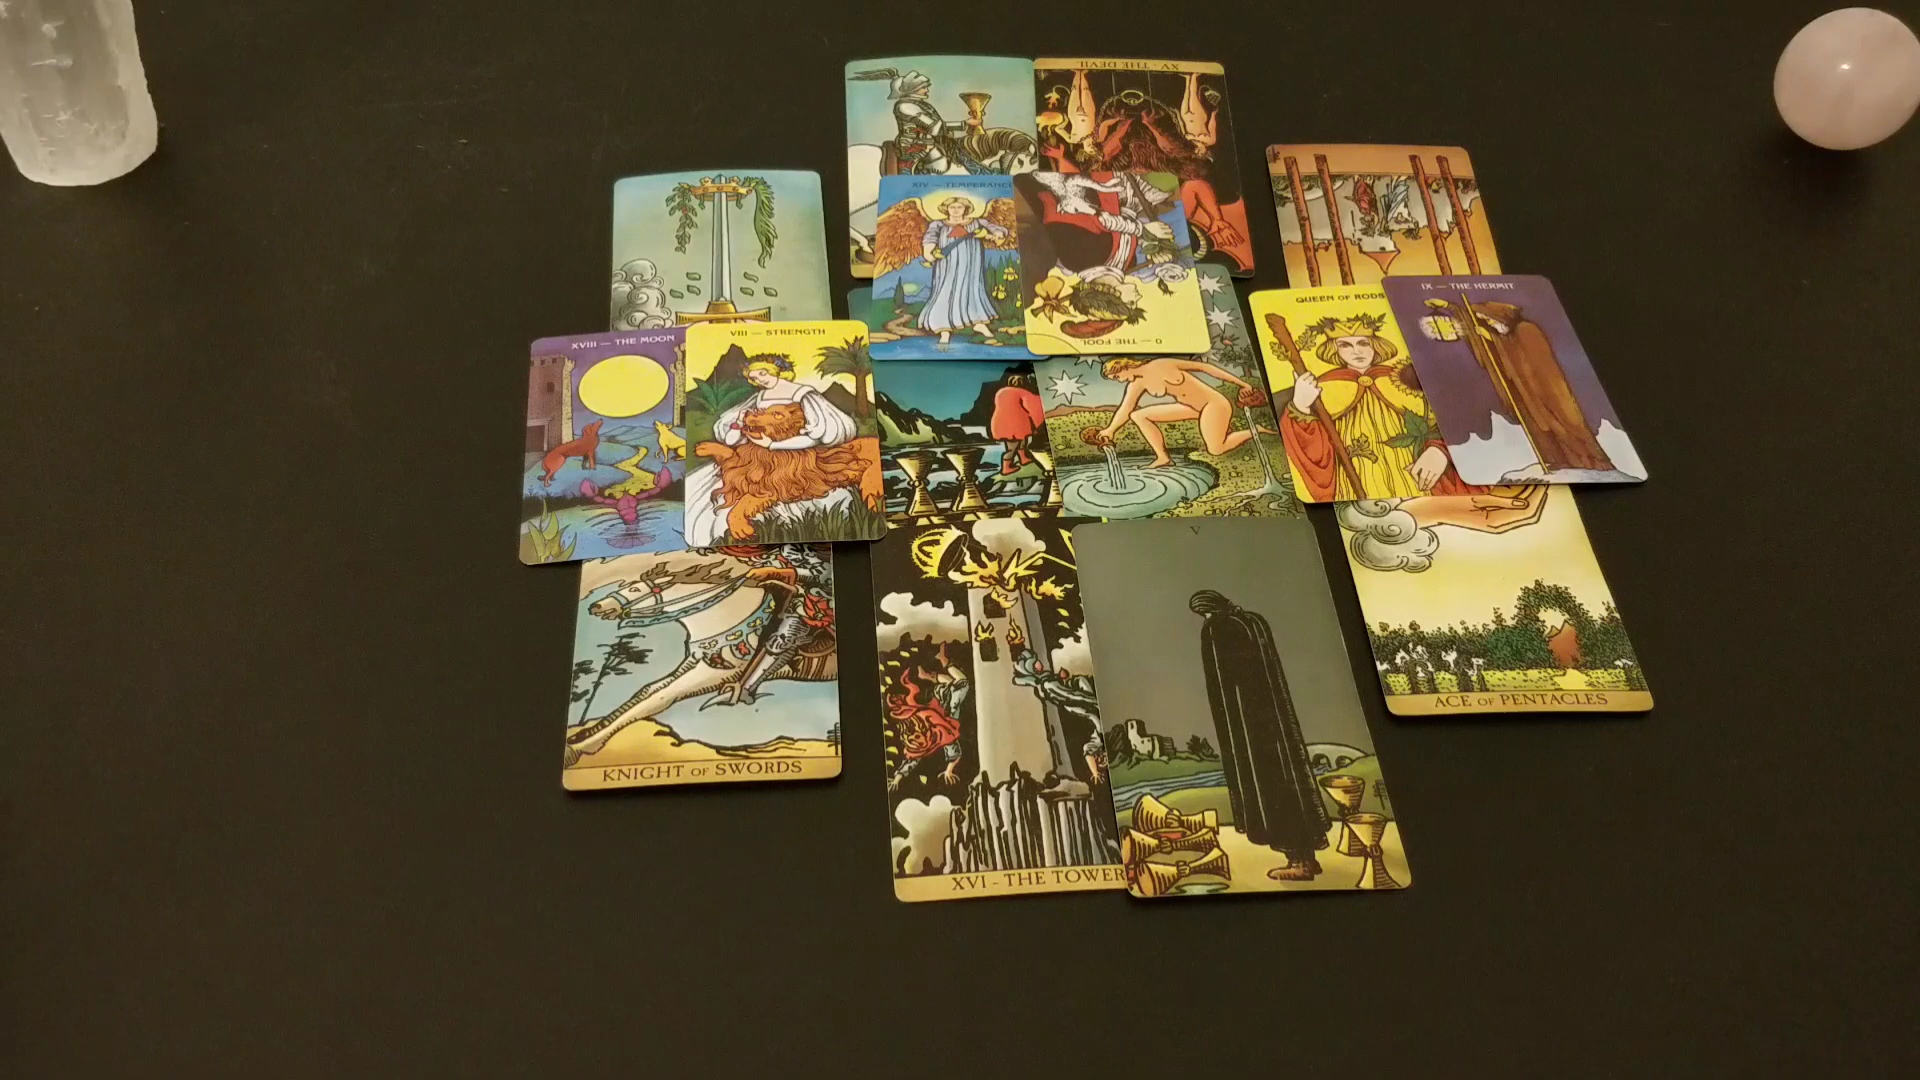 XV - THE DEVIL
XIV — TEMPERANCE
0 — THE FOOL
IX — THE HERMIT
QUEEN OF RODS
XVIII — THE MOON
VIII — STRENGTH
V
ACE OF PENTACLES
KNIGHT OF SWORDS
XVI - THE TOWER